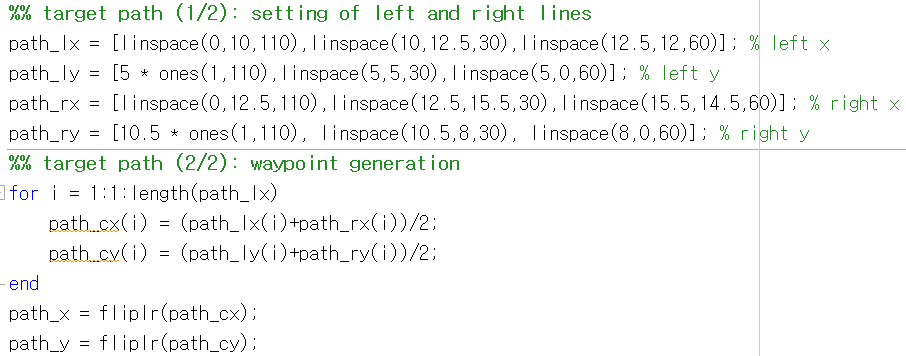 %% target path (1/2): setting of left and right lines
path_lx = [linspace(0,10,110),linspace(10,12.5,30),linspace(12.5,12,60)]; % left x
path_ly = [5 * ones(1,110),linspace(5,5,30),linspace(5,0,60)]; % left y
path_rx = [linspace(0,12.5,110),linspace(12.5,15.5,30),linspace(15.5,14.5,60)]; % right x
path_ry = [10.5 * ones(1,110), linspace(10.5,8,30), linspace(8,0,60)]; % right y
%% target path (2/2): waypoint generation
for i = 1:1:length(path_lx)
    path_cx(i) = (path_lx(i)+path_rx(i))/2;
    path_cy(i) = (path_ly(i)+path_ry(i))/2;
end
path_x = fliplr(path_cx);
path_y = fliplr(path_cy);